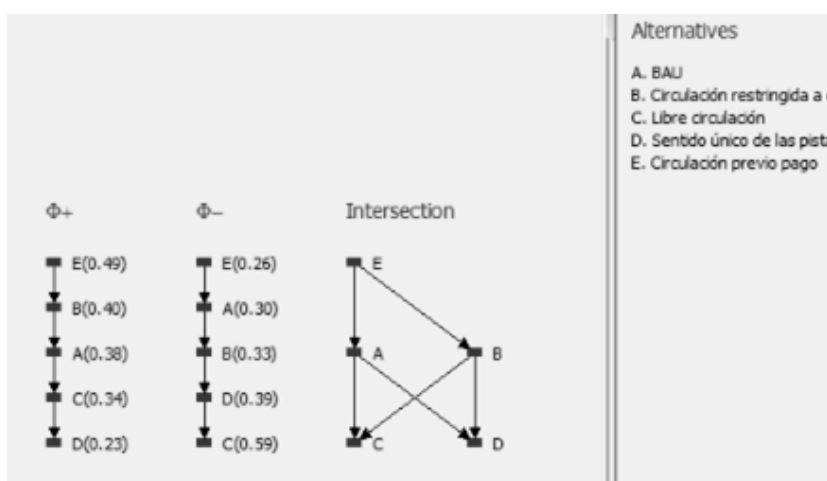 Alternatives
A. BAU
B. Circulación restringida a
C. Libre circulación
D. Sentido único de las
E. Circulación previo pago
Φ+
Φ−
Intersection
E(0.49)
E(0.26)
E
B(0.40)
A(0.30)
A(0.38)
B(0.33)
A
B
C(0.34)
D(0.39)
D(0.23)
C(0.59)
C
D